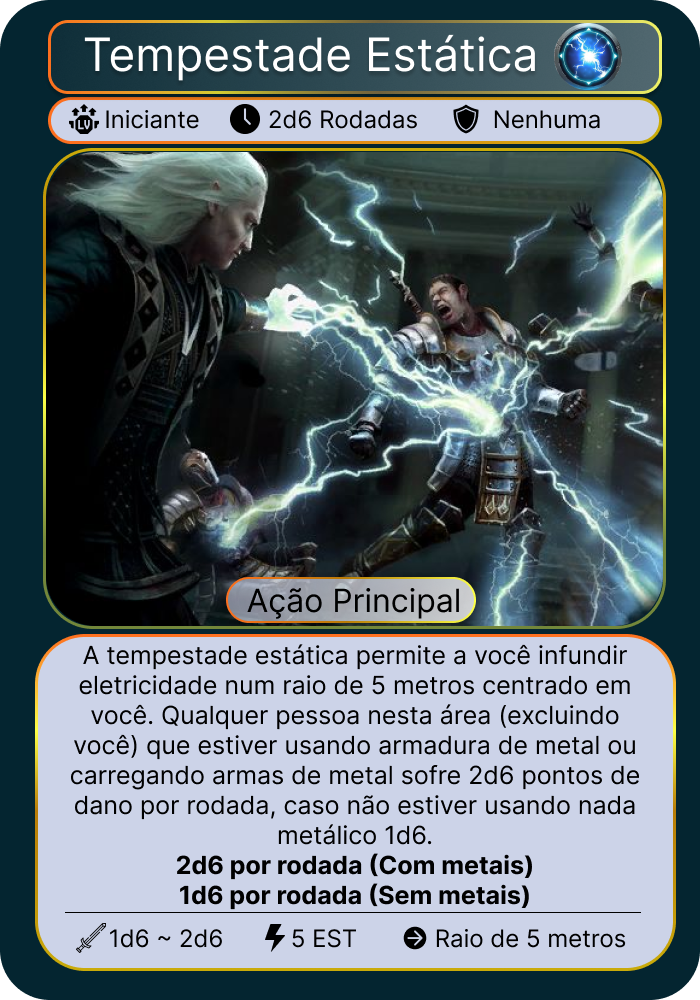 Tempestade Estática
LV Iniciante 2d6 Rodadas Nenhuma
Ação Principal
A tempestade estática permite a você infundir
eletricidade num raio de 5 metros centrado em
você. Qualquer pessoa nesta área (excluindo
você) que estiver usando armadura de metal ou
carregando armas de metal sofre 2d6 pontos de
dano por rodada, caso não estiver usando nada
metálico 1d6.
2d6 por rodada (Com metais)
1d6 por rodada (Sem metais)
1d6 ~ 2d6 5 EST Raio de 5 metros